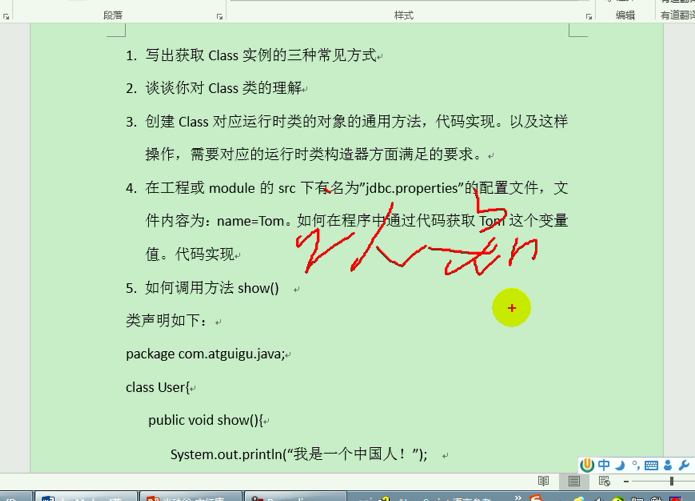 段落
样式
编辑
有道翻译
1. 写出获取 Class 实例的三种常见方式
2. 谈谈你对 Class 类的理解
3. 创建 Class 对应运行时类的对象的通用方法，代码实现。以及这样
操作，需要对应的运行时类构造器方面满足的要求。
4. 在工程或 module 的 src 下有名为”jdbc.properties”的配置文件，文
件内容为：name=Tom。如何在程序中通过代码获取 Tom 这个变量
值。代码实现
5. 如何调用方法 show()
类声明如下：
package com.atguigu.java;
class User{
public void show(){
System.out.println(“我是一个中国人！”);
中